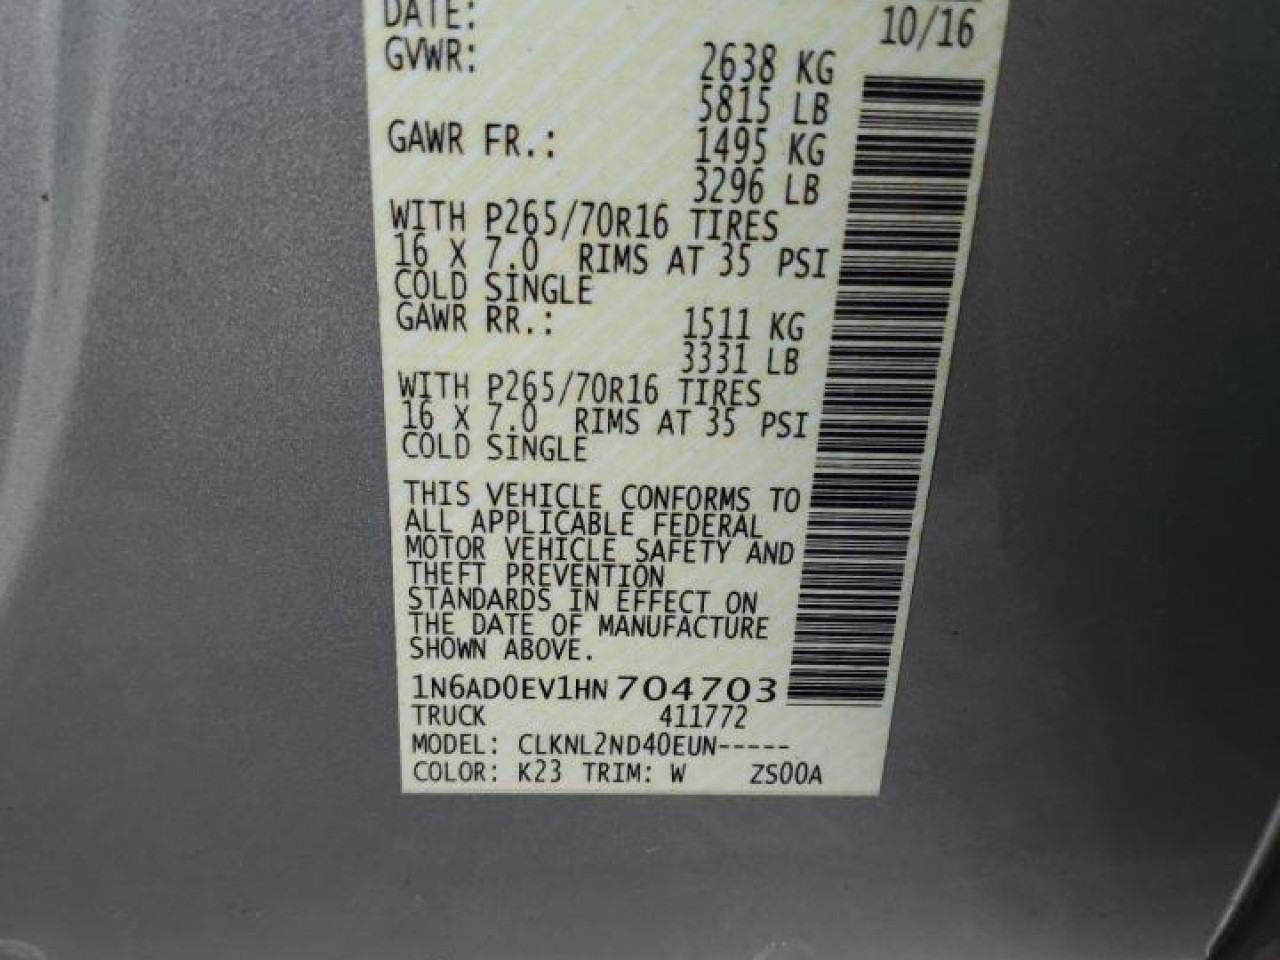 DATE: 10/16
GVWR: 2638 KG
5815 LB
GAWR FR.: 1495 KG
3296 LB
WITH P265/70R16 TIRES
16 X 7.0 RIMS AT 35 PSI
COLD SINGLE
GAWR RR.: 1511 KG
3331 LB
WITH P265/70R16 TIRES
16 X 7.0 RIMS AT 35 PSI
COLD SINGLE
THIS VEHICLE CONFORMS TO
ALL APPLICABLE FEDERAL
MOTOR VEHICLE SAFETY AND
THEFT PREVENTION
STANDARDS IN EFFECT ON
THE DATE OF MANUFACTURE
SHOWN ABOVE.
1N6AD0EV1HN704703
TRUCK 411772
MODEL: CLKNL2ND40EUN-----
COLOR: K23 TRIM: W ZS00A